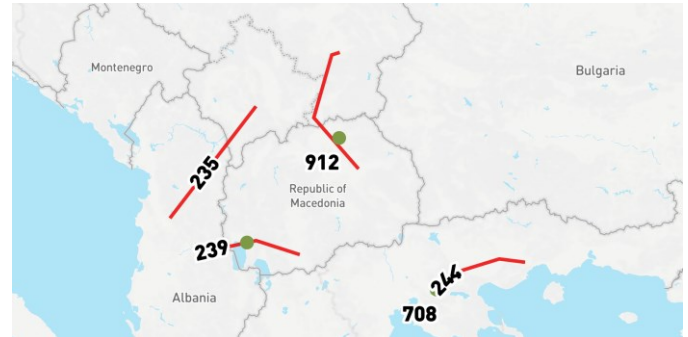 Montenegro
Bulgaria
912
235
Republic of
Macedonia
239
244
Albania
708